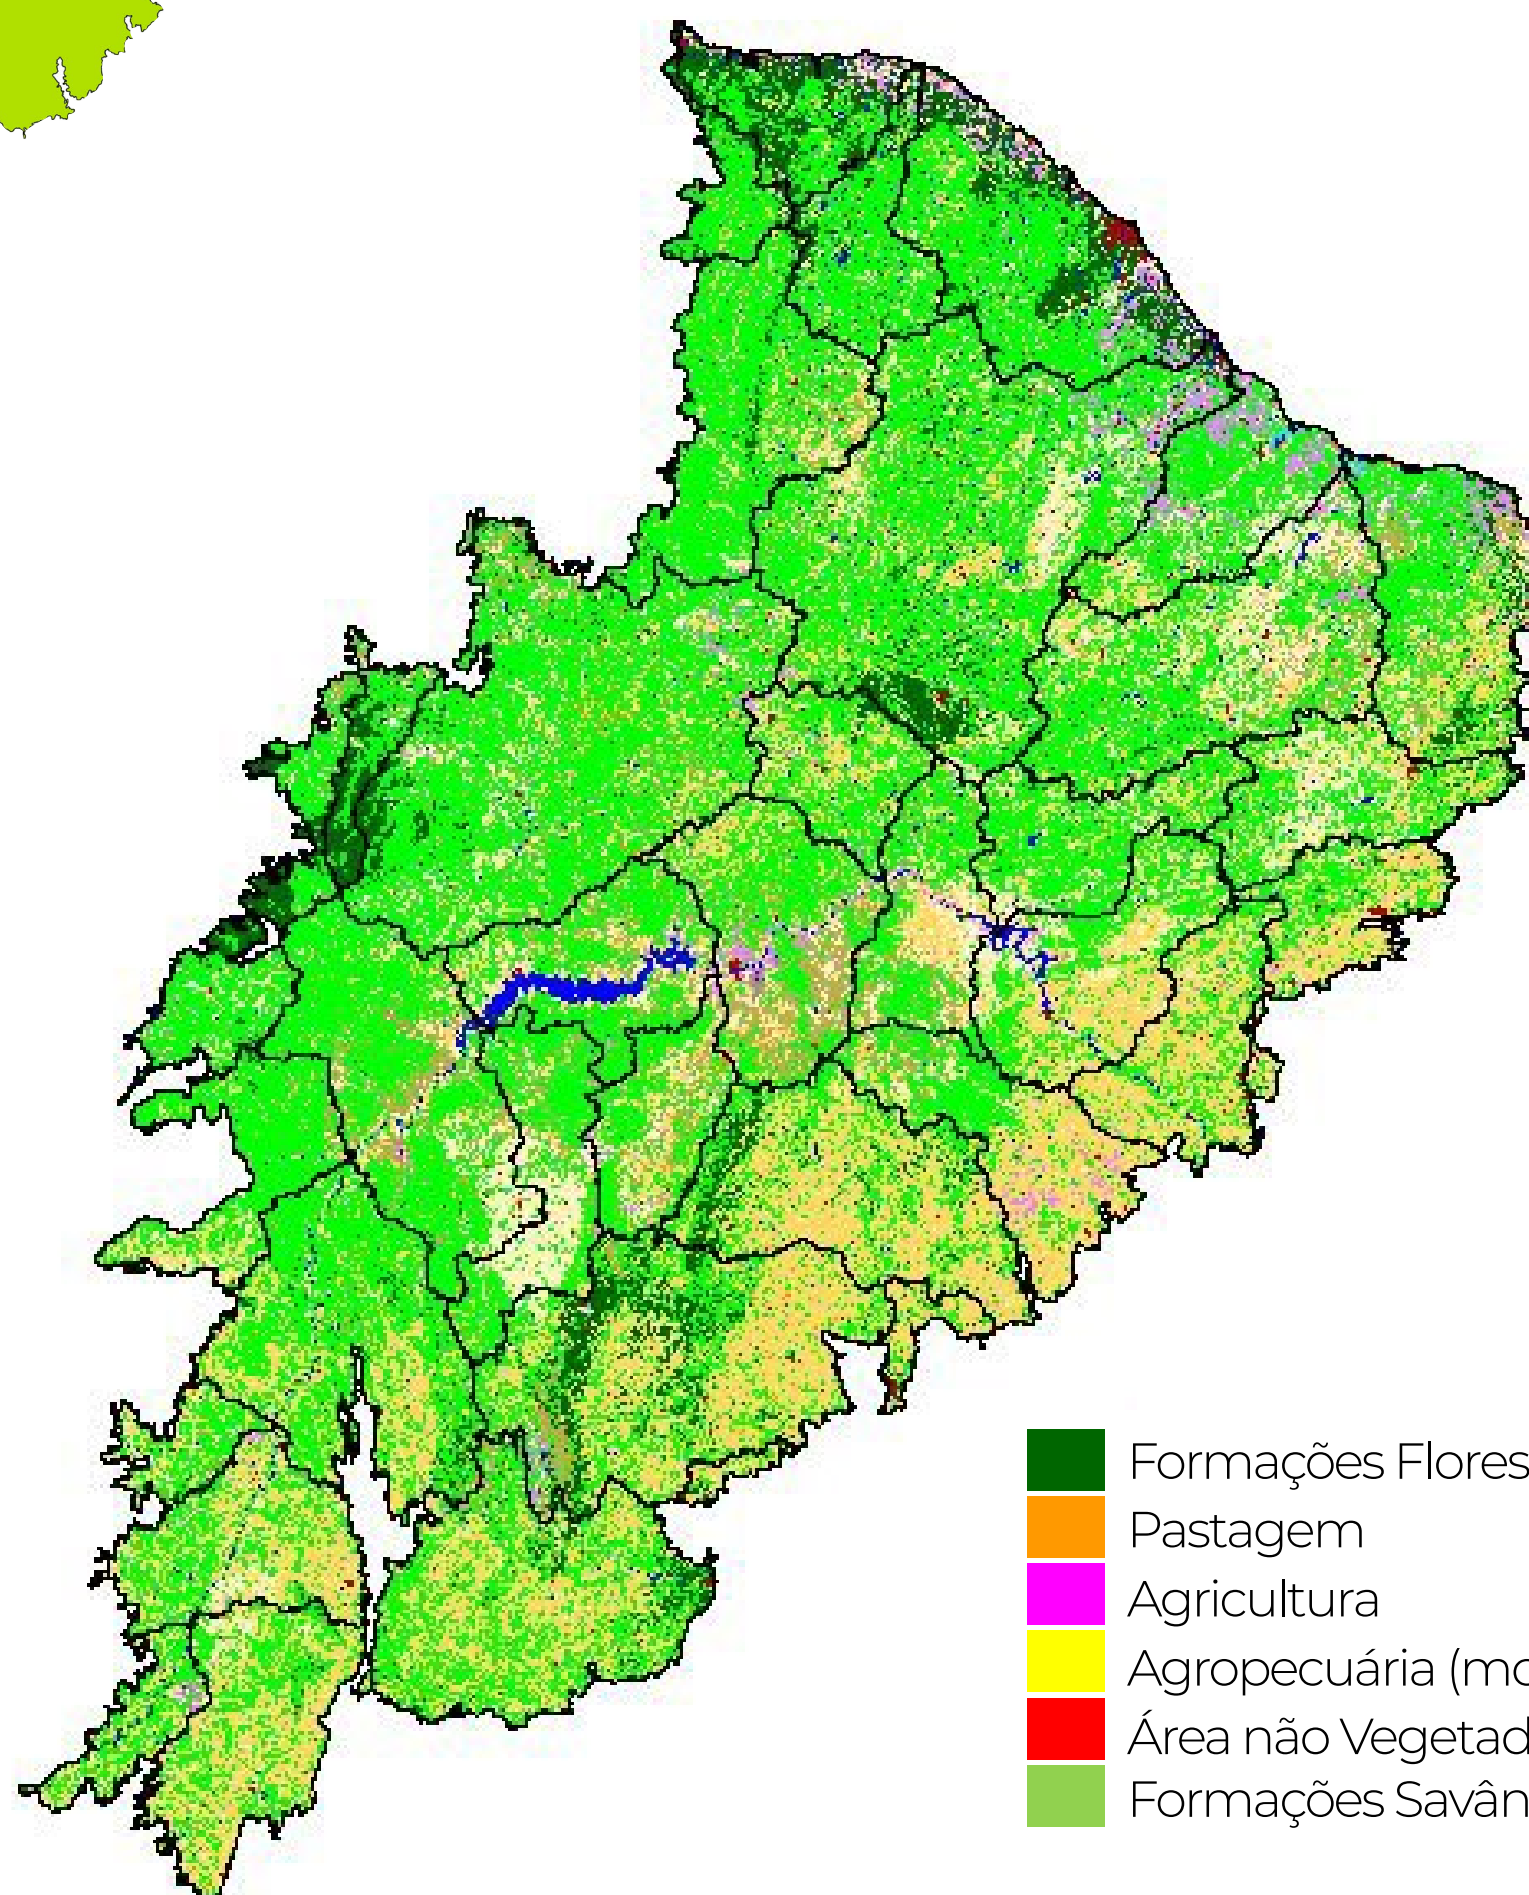 Formações Flores
Pastagem
Agricultura
Agropecuária (mo
Área não Vegetad
Formações Savân